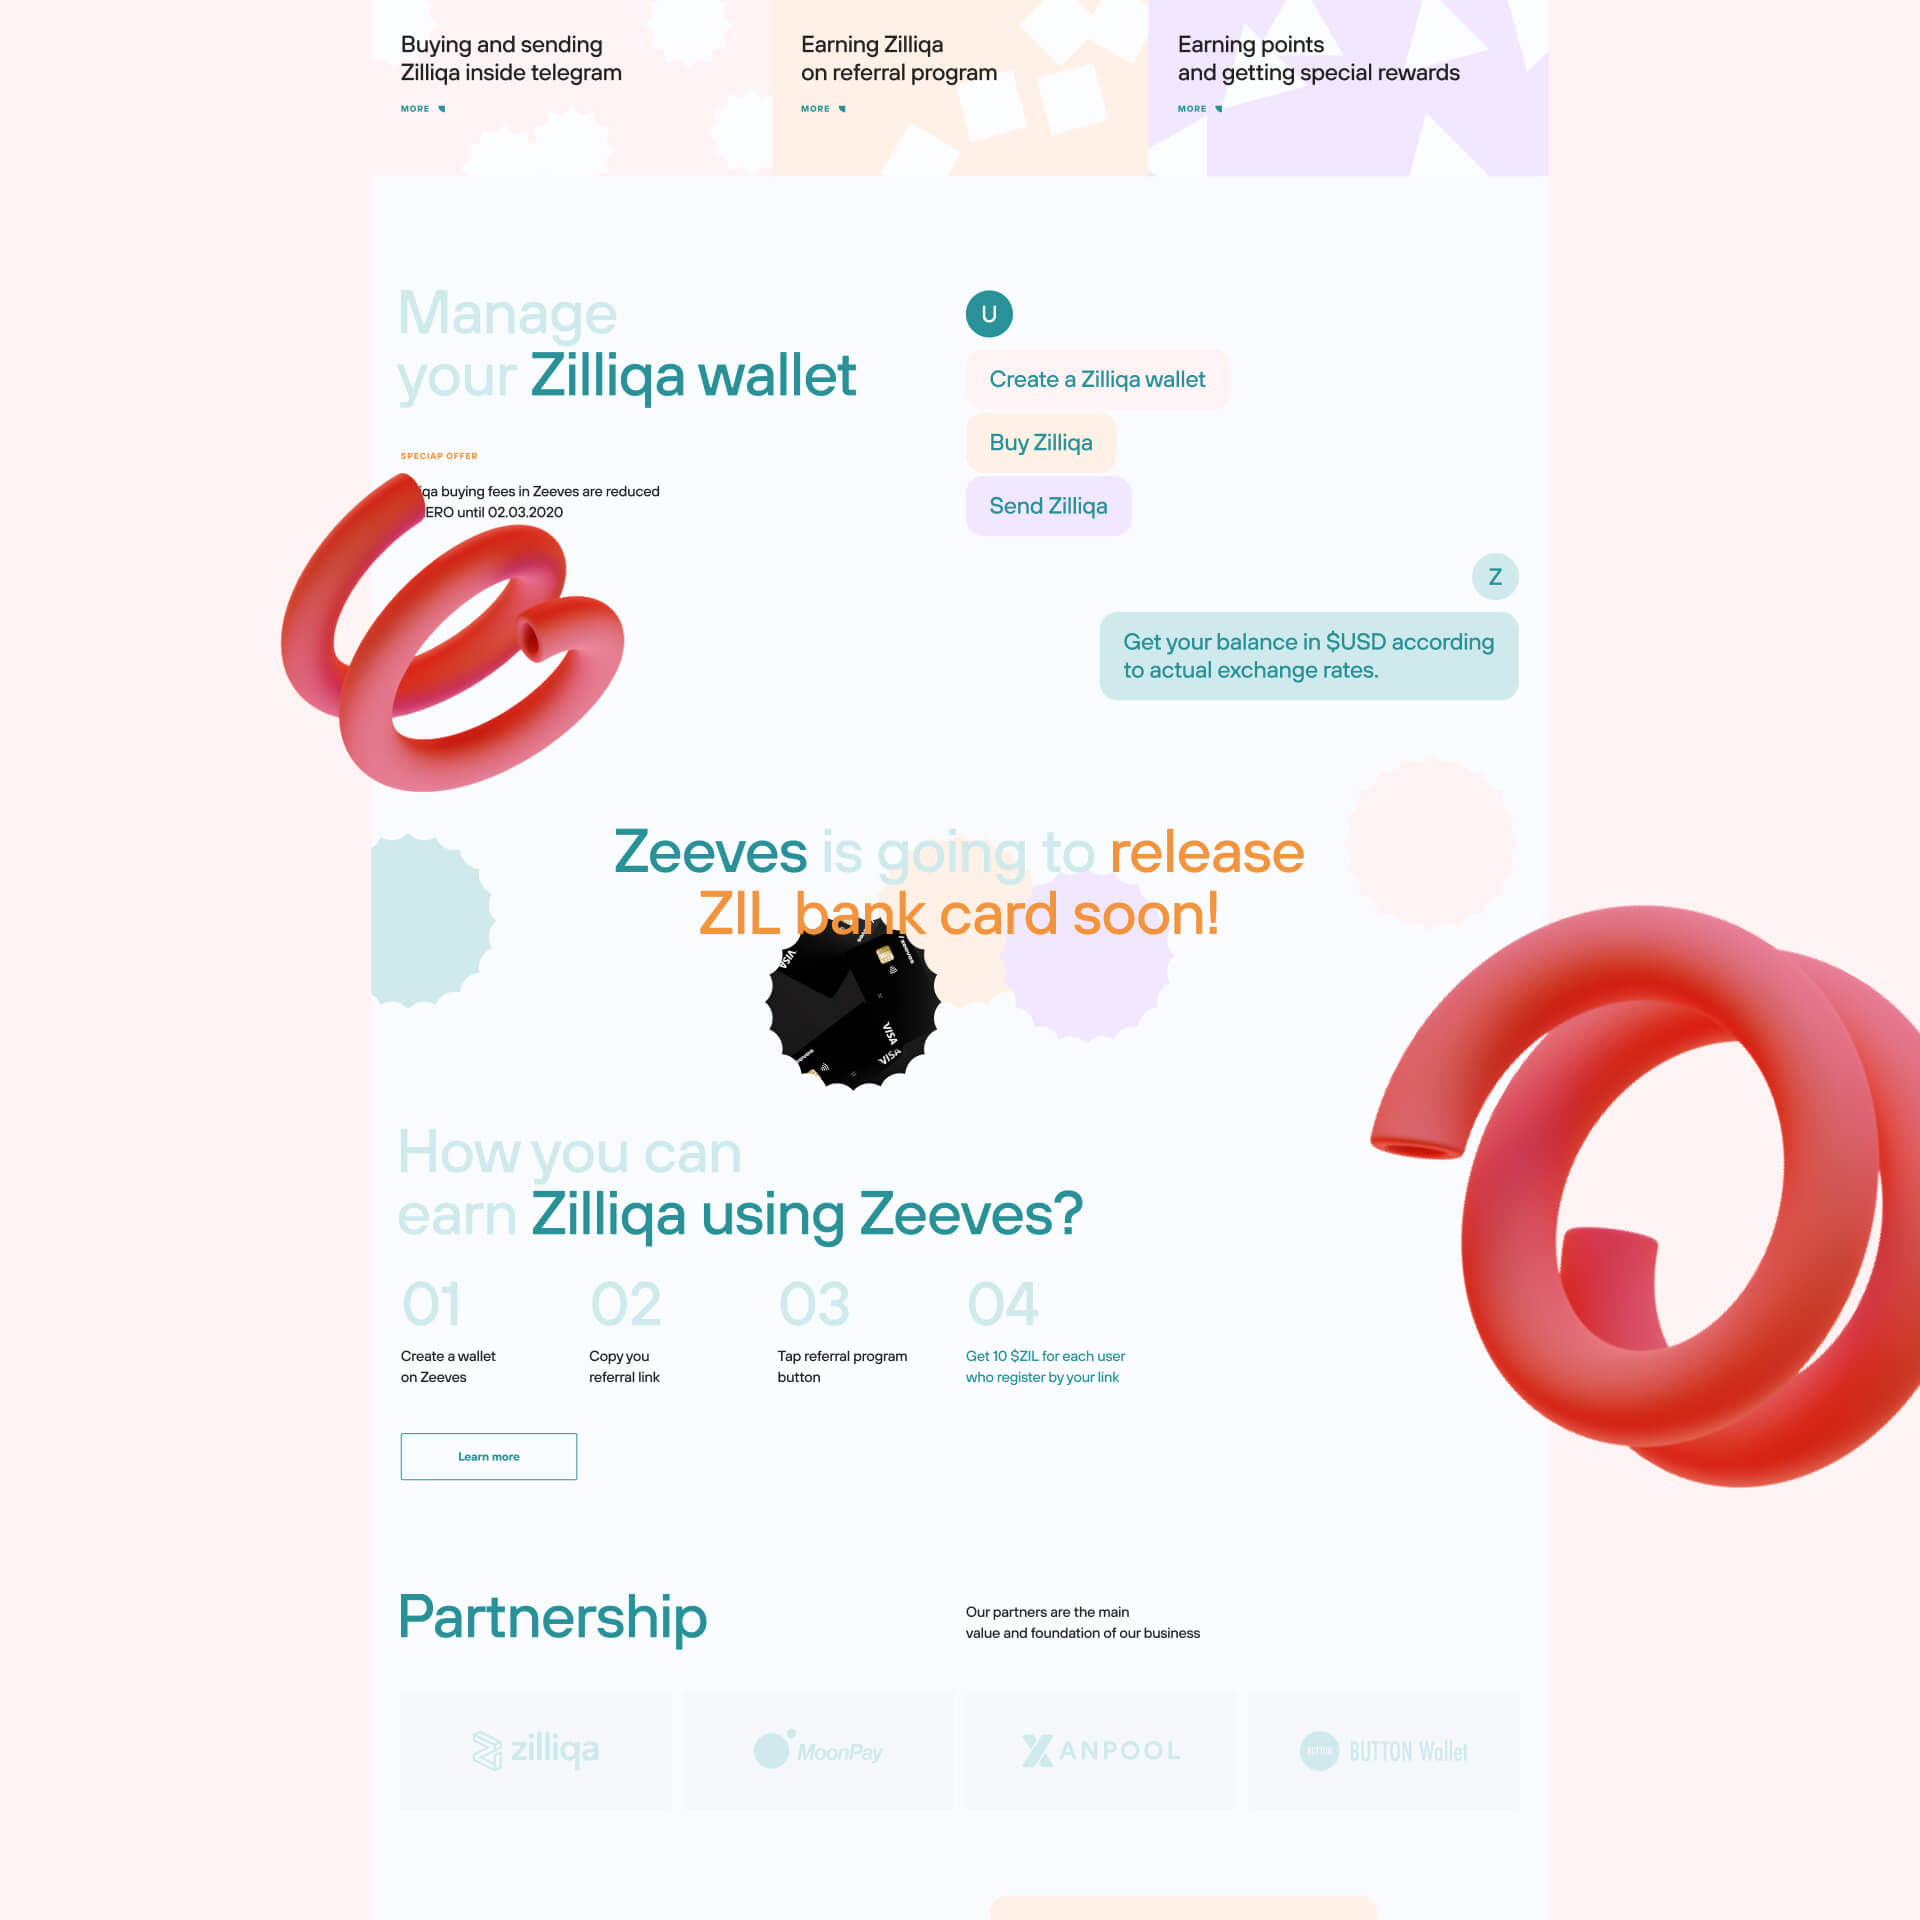 Buying and sending
Zilliqa inside telegram
MORE
Earning Zilliqa
on referral program
MORE
Earning points
and getting special rewards
MORE
Manage
your Zilliqa wallet
SPECIAP OFFER
iqa buying fees in Zeeves are reduced
ERO until 02.03.2020
U
Create a Zilliqa wallet
Buy Zilliqa
Send Zilliqa
Z
Get your balance in $USD according
to actual exchange rates.
Zeeves is going to release
ZIL bank card soon!
VISA
zeeves
VISA
VISA
How you can
earn Zilliqa using Zeeves?
01
Create a wallet
on Zeeves
02
Copy you
referral link
03
Tap referral program
button
04
Get 10 $ZIL for each user
who register by your link
Learn more
Partnership
Our partners are the main
value and foundation of our business
zilliqa
MoonPay
XANPOOL
BUTTON
BUTTON Wallet